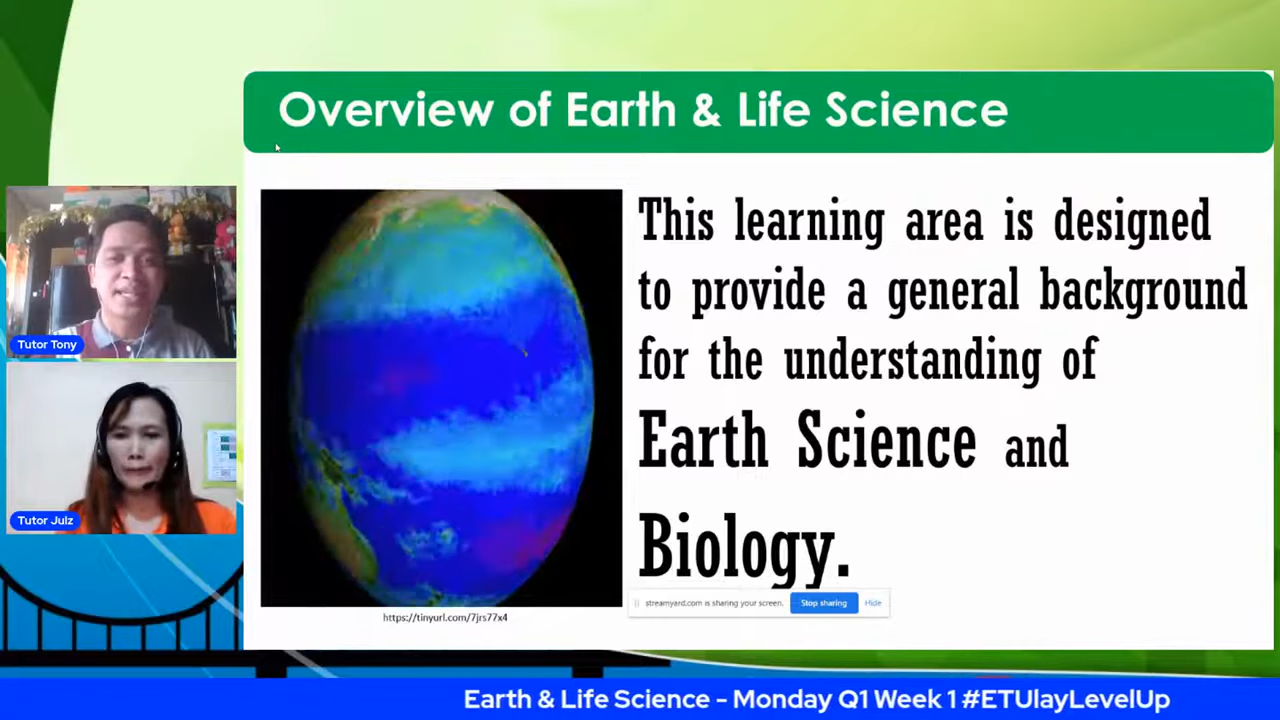 Overview of Earth & Life Science
This learning area is designed
to provide a general background
for the understanding of
Earth Science and
Biology.
https://tinyurl.com/7jrs77x4
streamyard.com is sharing your screen.
Stop sharing
Hide
Tutor Tony
Tutor Julz
Earth & Life Science - Monday Q1 Week 1 #ETUlayLevelUp